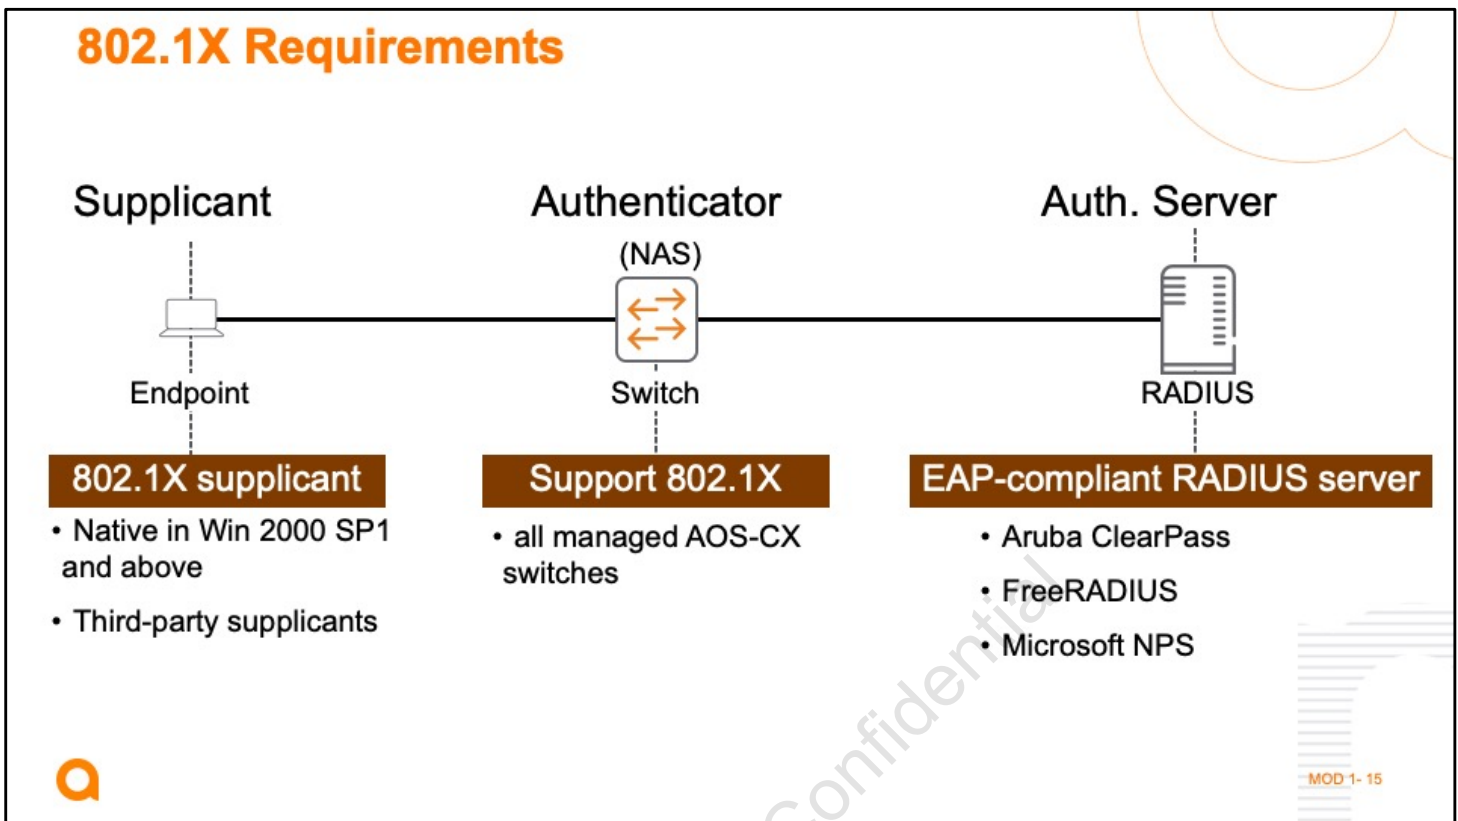 802.1X Requirements
Supplicant
Authenticator
(NAS)
Auth. Server
Endpoint
Switch
RADIUS
802.1X supplicant
• Native in Win 2000 SP1
and above
• Third-party supplicants
Support 802.1X
• all managed AOS-CX
switches
EAP-compliant RADIUS server
• Aruba ClearPass
• FreeRADIUS
• Microsoft NPS
Confidential
MOD 1- 15